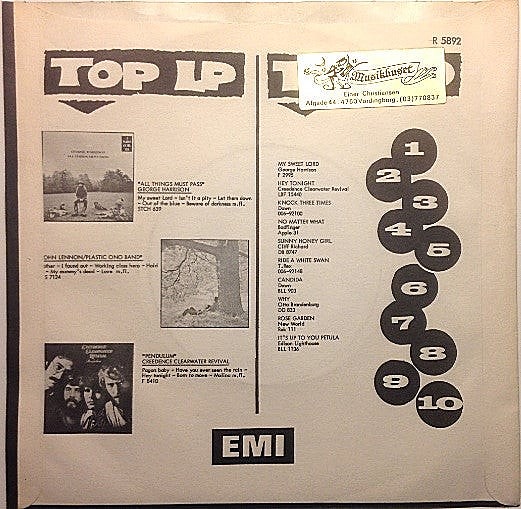 R 5892
TOP LP
T
Musikhuset
Einer Christiansen
Algade 44. 4760 Vordingborg, (03)770837
"ALL THINGS MUST PASS"
GEORGE HARRISON
My sweet Lord - Isn't it a pity - Let them down
- Out of the blue - Beware of darkness m.fl.
STCH 639
OHN LENNON/PLASTIC ONO BAND"
other - I found out - Working class hero - Hold
- My mummy's dead - Love m.fl.
S 7124
"PENDULUM"
CREEDENCE CLEARWATER REVIVAL
Pagan baby - Have you ever seen the rain -
Hey tonight - Born to move - Molina m.fl.
F 8410
MY SWEET LORD
George Harrison
F 2995
HEY TONIGHT
Creedence Clearwater Revival
LBF 15440
KNOCK THREE TIMES
Dawn
006-92100
NO MATTER WHAT
Badfinger
Apple 31
SUNNY HONEY GIRL
Cliff Richard
DB 8747
RIDE A WHITE SWAN
T. Rex
006-92148
CANDIDA
Dawn
BLL 903
WHY
Otto Brandenburg
DD 833
ROSE GARDEN
New World
Rak 111
IT'S UP TO YOU PETULA
Edison Lighthouse
BLL 1136
1
2
3
4
5
6
7
8
9
10
EMI